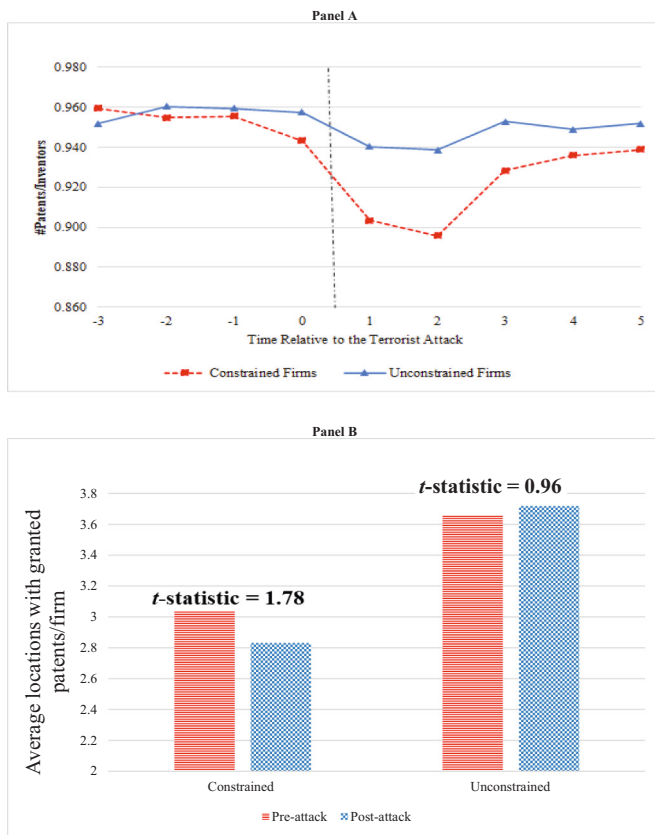 Panel A
#Patents/Inventors
0.980
0.960
0.940
0.920
0.900
0.880
0.860
-3 -2 -1 0 1 2 3 4 5
Time Relative to the Terrorist Attack
Constrained Firms Unconstrained Firms
Panel B
Average locations with granted
patents/firm
3.8
3.6
3.4
3.2
3
2.8
2.6
2.4
2.2
2
t-statistic = 1.78
t-statistic = 0.96
Constrained Unconstrained
Pre-attack Post-attack